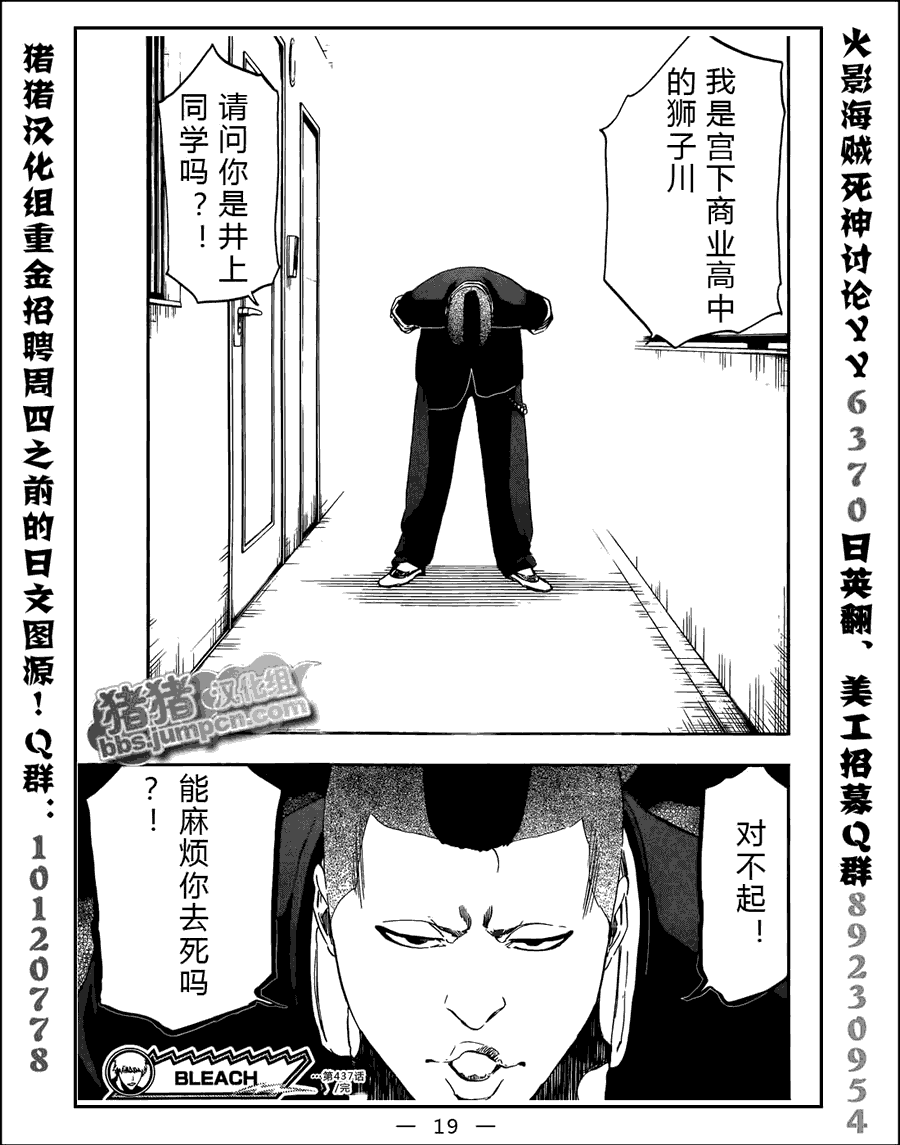 火影海贼死神讨论YY6370日英翻、美工招募Q群89230954
我是宫下商业高中
的狮子川
请问你是井上
同学吗？！
猪猪汉化组
bbs.jumpcn.com
对不起！
能麻烦你去死吗
？！
BLEACH
…第437话
/完
— 19 —
猪猪汉化组重金招聘周四之前的日文图源！Q群：10120778